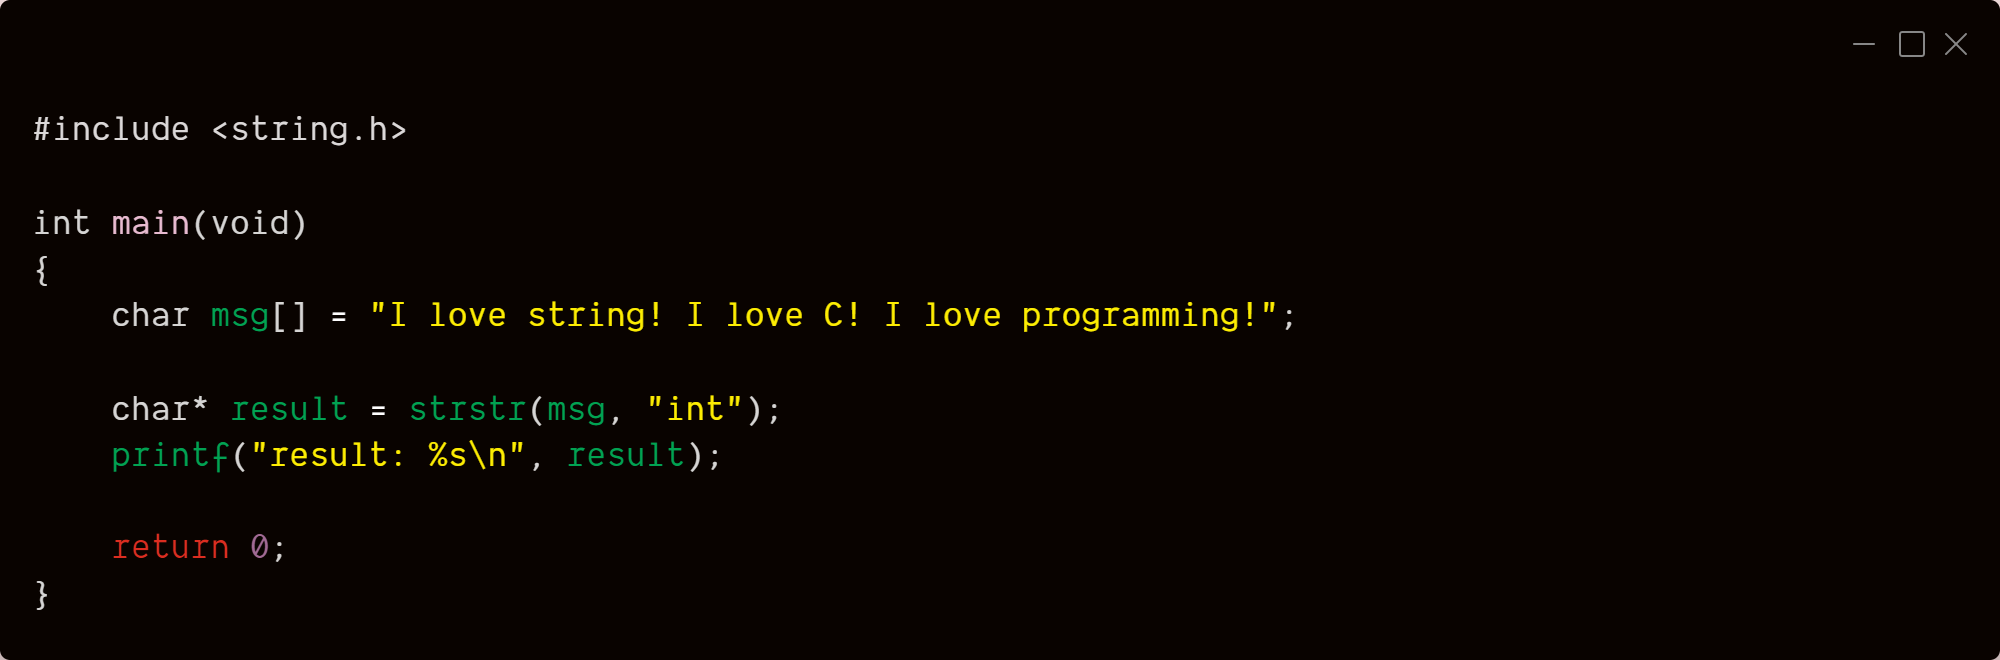 #include <string.h>
int main(void)
{
char msg[] = "I love string! I love C! I love programming!";
char* result = strstr(msg, "int");
printf("result: %s\n", result);
return 0;
}